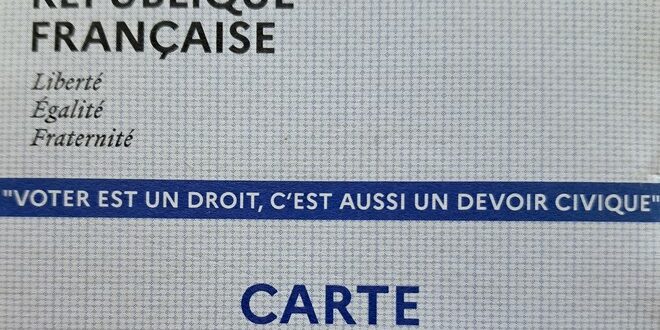 RÉPUBLIQUE
FRANÇAISE
Liberté
Égalité
Fraternité
"VOTER EST UN DROIT, C'EST AUSSI UN DEVOIR CIVIQUE"
CARTE